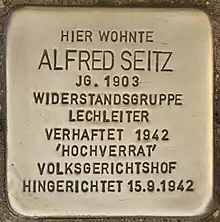 HIER WOHNTE
ALFRED SEITZ
JG. 1903
WIDERSTANDSGRUPPE
LECHLEITER
VERHAFTET 1942
'HOCHVERRAT'
VOLKSGERICHTSHOF
HINGERICHTET 15.9.1942